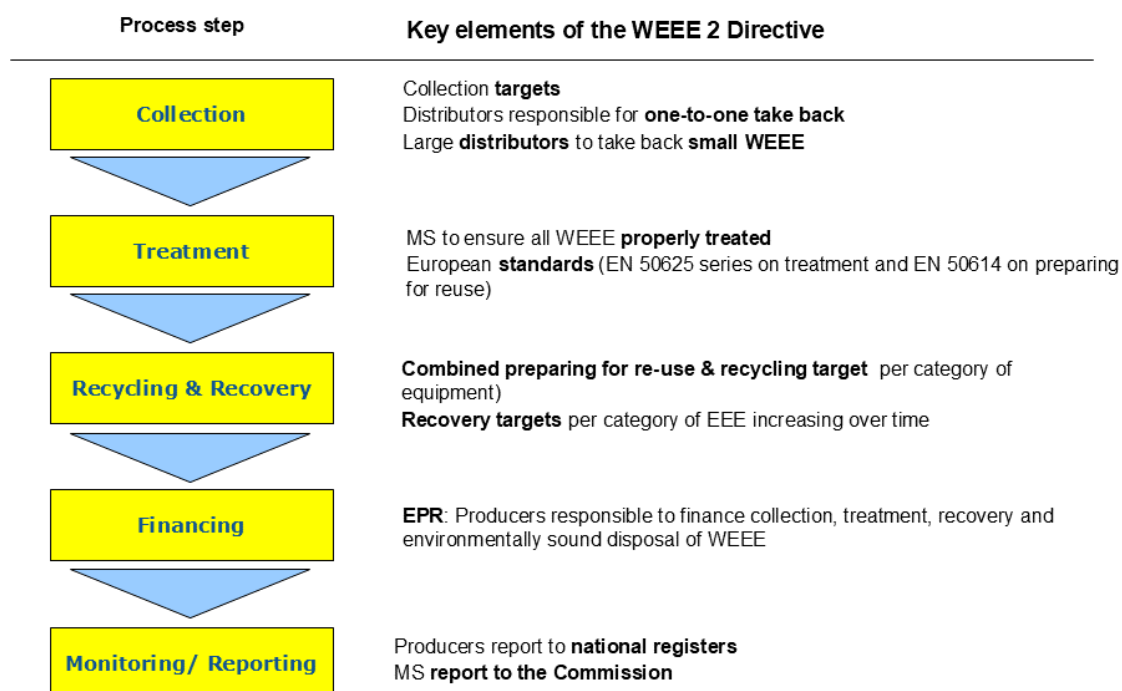 Process step
Key elements of the WEEE 2 Directive
Collection
Collection targets
Distributors responsible for one-to-one take back
Large distributors to take back small WEEE
Treatment
MS to ensure all WEEE properly treated
European standards (EN 50625 series on treatment and EN 50614 on preparing
for reuse)
Recycling & Recovery
Combined preparing for re-use & recycling target per category of
equipment)
Recovery targets per category of EEE increasing over time
Financing
EPR: Producers responsible to finance collection, treatment, recovery and
environmentally sound disposal of WEEE
Monitoring/ Reporting
Producers report to national registers
MS report to the Commission